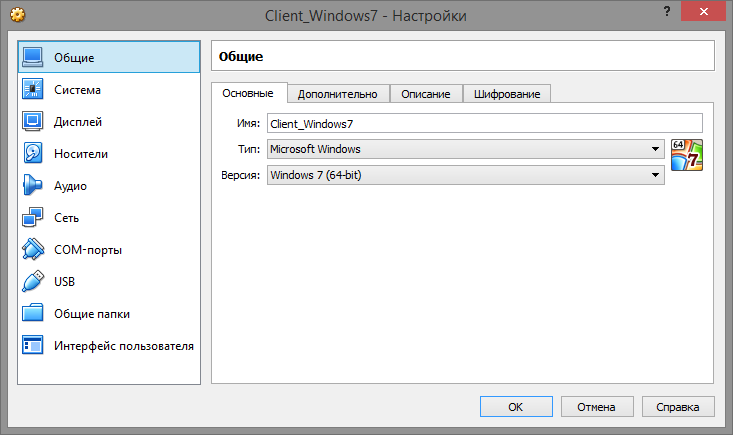 Client_Windows7 - Настройки
?
Общие
Система
Дисплей
Носители
Аудио
Сеть
COM-порты
USB
Общие папки
Интерфейс пользователя
Общие
Основные Дополнительно Описание Шифрование
Имя: Client_Windows7
Тип: Microsoft Windows
64
7
Версия: Windows 7 (64-bit)
OK Отмена Справка